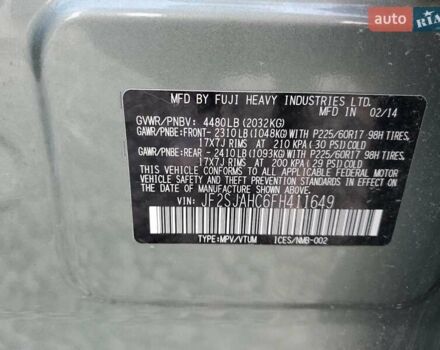 AUTO RIA
MFD BY FUJI HEAVY INDUSTRIES LTD.
MFD IN 02/14
GVWR/PNBV: 4480LB(2032KG)
GAWR/PNBE:FRONT- 2310LB(1048KG)WITH P225/60R17 98H TIRES,
17X7J RIMS AT 210 KPA(30 PSI)COLD
GAWR/PNBE:REAR - 2410LB(1093KG)WITH P225/60R17 98H TIRES,
17X7J RIMS AT 200 KPA(29 PSI)COLD
THIS VEHICLE CONFORMS TO ALL APPLICABLE FEDERAL MOTOR
VEHICLE SAFETY AND THEFT PREVENTION STANDARDS IN EFFECT
ON THE DATE OF MANUFACTURE SHOWN ABOVE.
VIN: JF2SJAHC6FH411649
TYPE:MPV/VTUM ICES/NMB-002